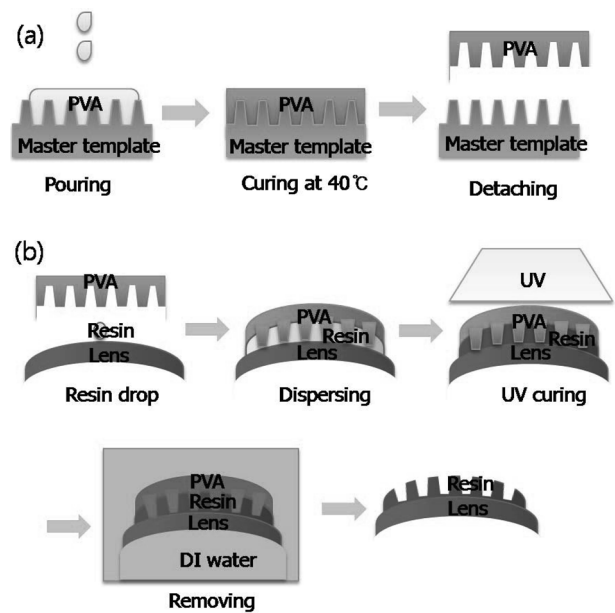 (a)
PVA
Master template
Pouring
PVA
Master template
Curing at 40℃
PVA
Master template
Detaching
(b)
PVA
Resin
Lens
Resin drop
PVA
Resin
Lens
Dispersing
UV
PVA
Resin
Lens
UV curing
PVA
Resin
Lens
DI water
Removing
Resin
Lens